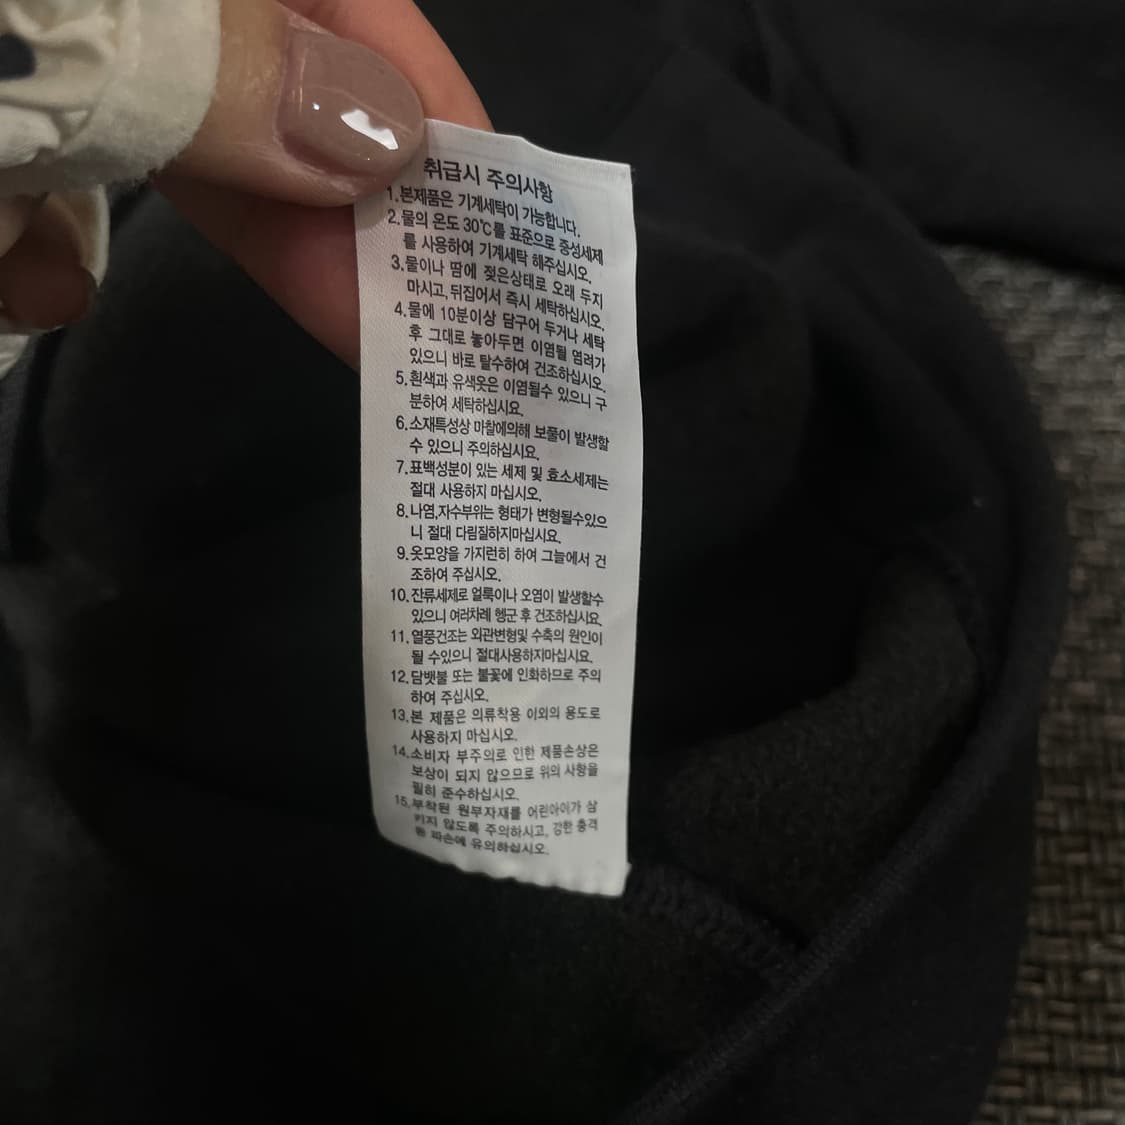 취급시 주의사항
1.본제품은 기계세탁이 가능합니다.
2.물의 온도 30℃를 표준으로 중성세제
를 사용하여 기계세탁 해주십시오.
3.물이나 땀에 젖은상태로 오래 두지
마시고,뒤집어서 즉시 세탁하십시오.
4.물에 10분이상 담구어 두거나 세탁
후 그대로 놓아두면 이염될 염려가
있으니 바로 탈수하여 건조하십시오.
5.흰색과 유색옷은 이염될수 있으니 구
분하여 세탁하십시요.
6.소재특성상 마찰에의해 보풀이 발생할
수 있으니 주의하십시요.
7.표백성분이 있는 세제 및 효소세제는
절대 사용하지 마십시오.
8.나염,자수부위는 형태가 변형될수있으
니 절대 다림질하지마십시요.
9.옷모양을 가지런히 하여 그늘에서 건
조하여 주십시오.
10.잔류세제로 얼룩이나 오염이 발생할수
있으니 여러차례 헹군 후 건조하십시요.
11.열풍건조는 외관변형및 수축의 원인이
될 수있으니 절대사용하지마십시요.
12.담뱃불 또는 불꽃에 인화하므로 주의
하여 주십시오.
13.본 제품은 의류착용 이외의 용도로
사용하지 마십시오.
14.소비자 부주의로 인한 제품손상은
보상이 되지 않으므로 위의 사항을
필히 준수하십시오.
15.부착된 원부자재를 어린아이가 삼
키지 않도록 주의하시고, 강한 충격
등 파손에 유의하십시오.